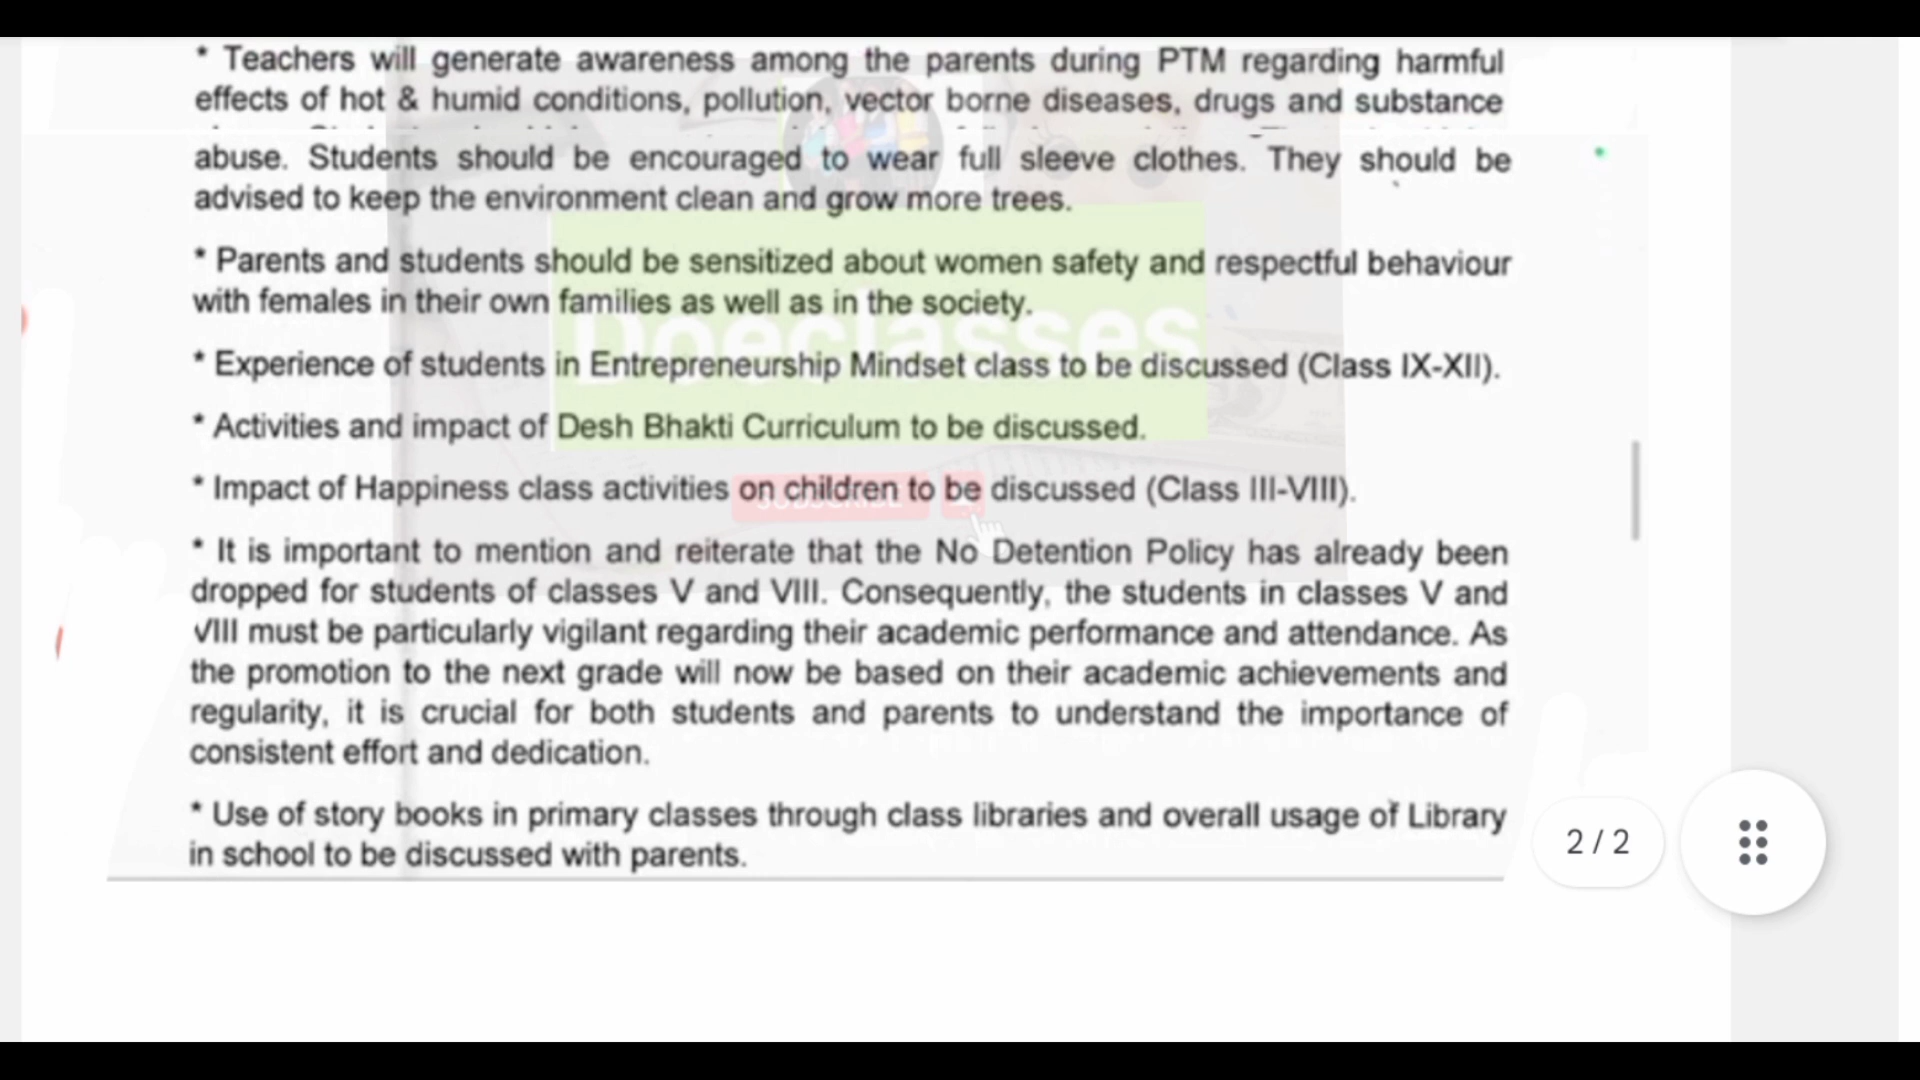 * Teachers will generate awareness among the parents during PTM regarding harmful
effects of hot & humid conditions, pollution, vector borne diseases, drugs and substance
abuse. Students should be encouraged to wear full sleeve clothes. They should be
advised to keep the environment clean and grow more trees.
* Parents and students should be sensitized about women safety and respectful behaviour
with females in their own families as well as in the society.
Doeclasses
* Experience of students in Entrepreneurship Mindset class to be discussed (Class IX-XII).
* Activities and impact of Desh Bhakti Curriculum to be discussed.
* Impact of Happiness class activities on children to be discussed (Class III-VIII).
SUBSCRIBE
* It is important to mention and reiterate that the No Detention Policy has already been
dropped for students of classes V and VIII. Consequently, the students in classes V and
VIII must be particularly vigilant regarding their academic performance and attendance. As
the promotion to the next grade will now be based on their academic achievements and
regularity, it is crucial for both students and parents to understand the importance of
consistent effort and dedication.
* Use of story books in primary classes through class libraries and overall usage of Library
in school to be discussed with parents.
2 / 2